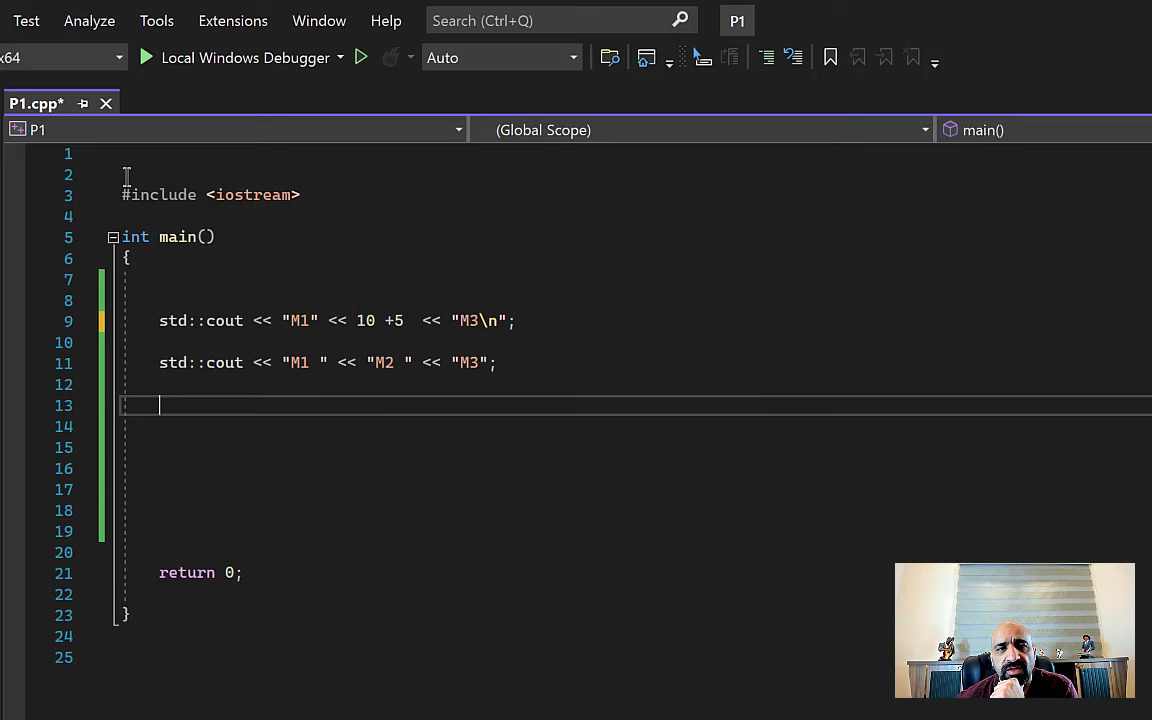 Test Analyze Tools Extensions Window Help Search (Ctrl+Q) P1
x64 Local Windows Debugger Auto
P1.cpp*
P1 (Global Scope) main()
1
2
3 #include <iostream>
4
5 int main()
6 {
7
8
9 std::cout << "M1" << 10 +5  << "M3\n";
10
11 std::cout << "M1 " << "M2 " << "M3";
12
13
14
15
16
17
18
19
20
21 return 0;
22
23 }
24
25